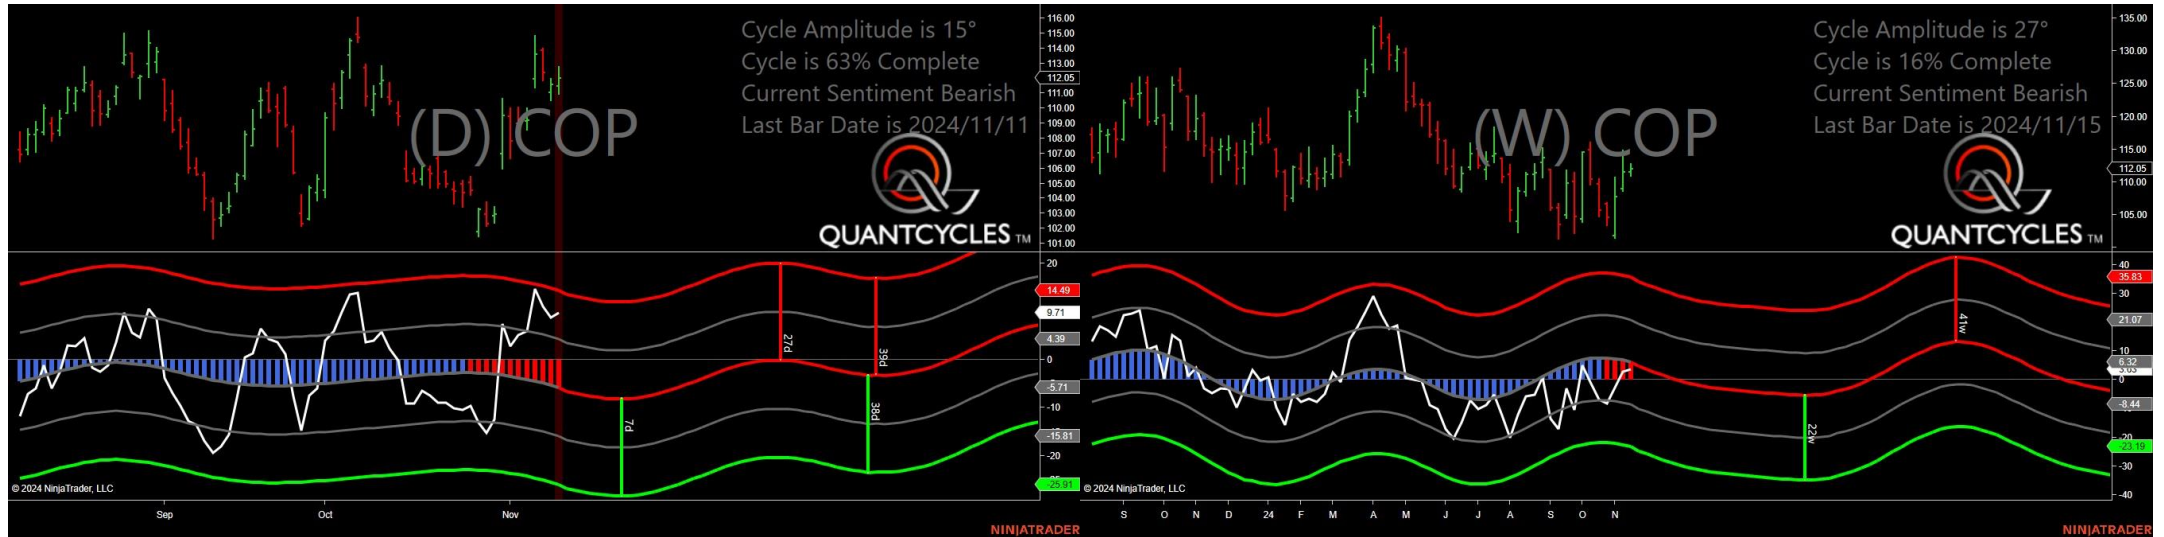 Cycle Amplitude is 15°
Cycle is 63% Complete
Current Sentiment Bearish
Last Bar Date is 2024/11/11
(D) COP
QUANTCYCLES TM
116.00
115.00
114.00
113.00
112.05
111.00
110.00
109.00
108.00
107.00
106.00
105.00
104.00
103.00
102.00
101.00
20
14.49
9.71
4.39
0
-5.71
-10
-15.81
-20
-25.91
27d
39d
7d
38d
© 2024 NinjaTrader, LLC
Sep
Oct
Nov
NINJATRADER
Cycle Amplitude is 27°
Cycle is 16% Complete
Current Sentiment Bearish
Last Bar Date is 2024/11/15
(W) COP
QUANTCYCLES TM
135.00
130.00
125.00
120.00
115.00
112.05
110.00
105.00
40
35.83
30
21.07
10
6.32
0
-8.44
-20
-23.19
-30
-40
41w
22w
© 2024 NinjaTrader, LLC
S
O
N
D
24
F
M
A
M
J
J
A
S
O
N
NINJATRADER